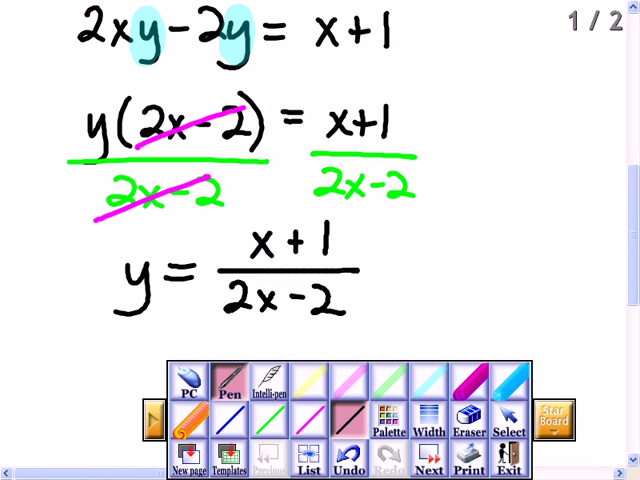 1 / 2
2xy - 2y = x + 1
y(2x - 2) = x + 1
2x - 2 2x - 2
y = x + 1
2x - 2
PC Pen Intelli-pen
Palette Width Eraser Select
Star Board
New page Templates Previous List Undo Redo Next Print Exit